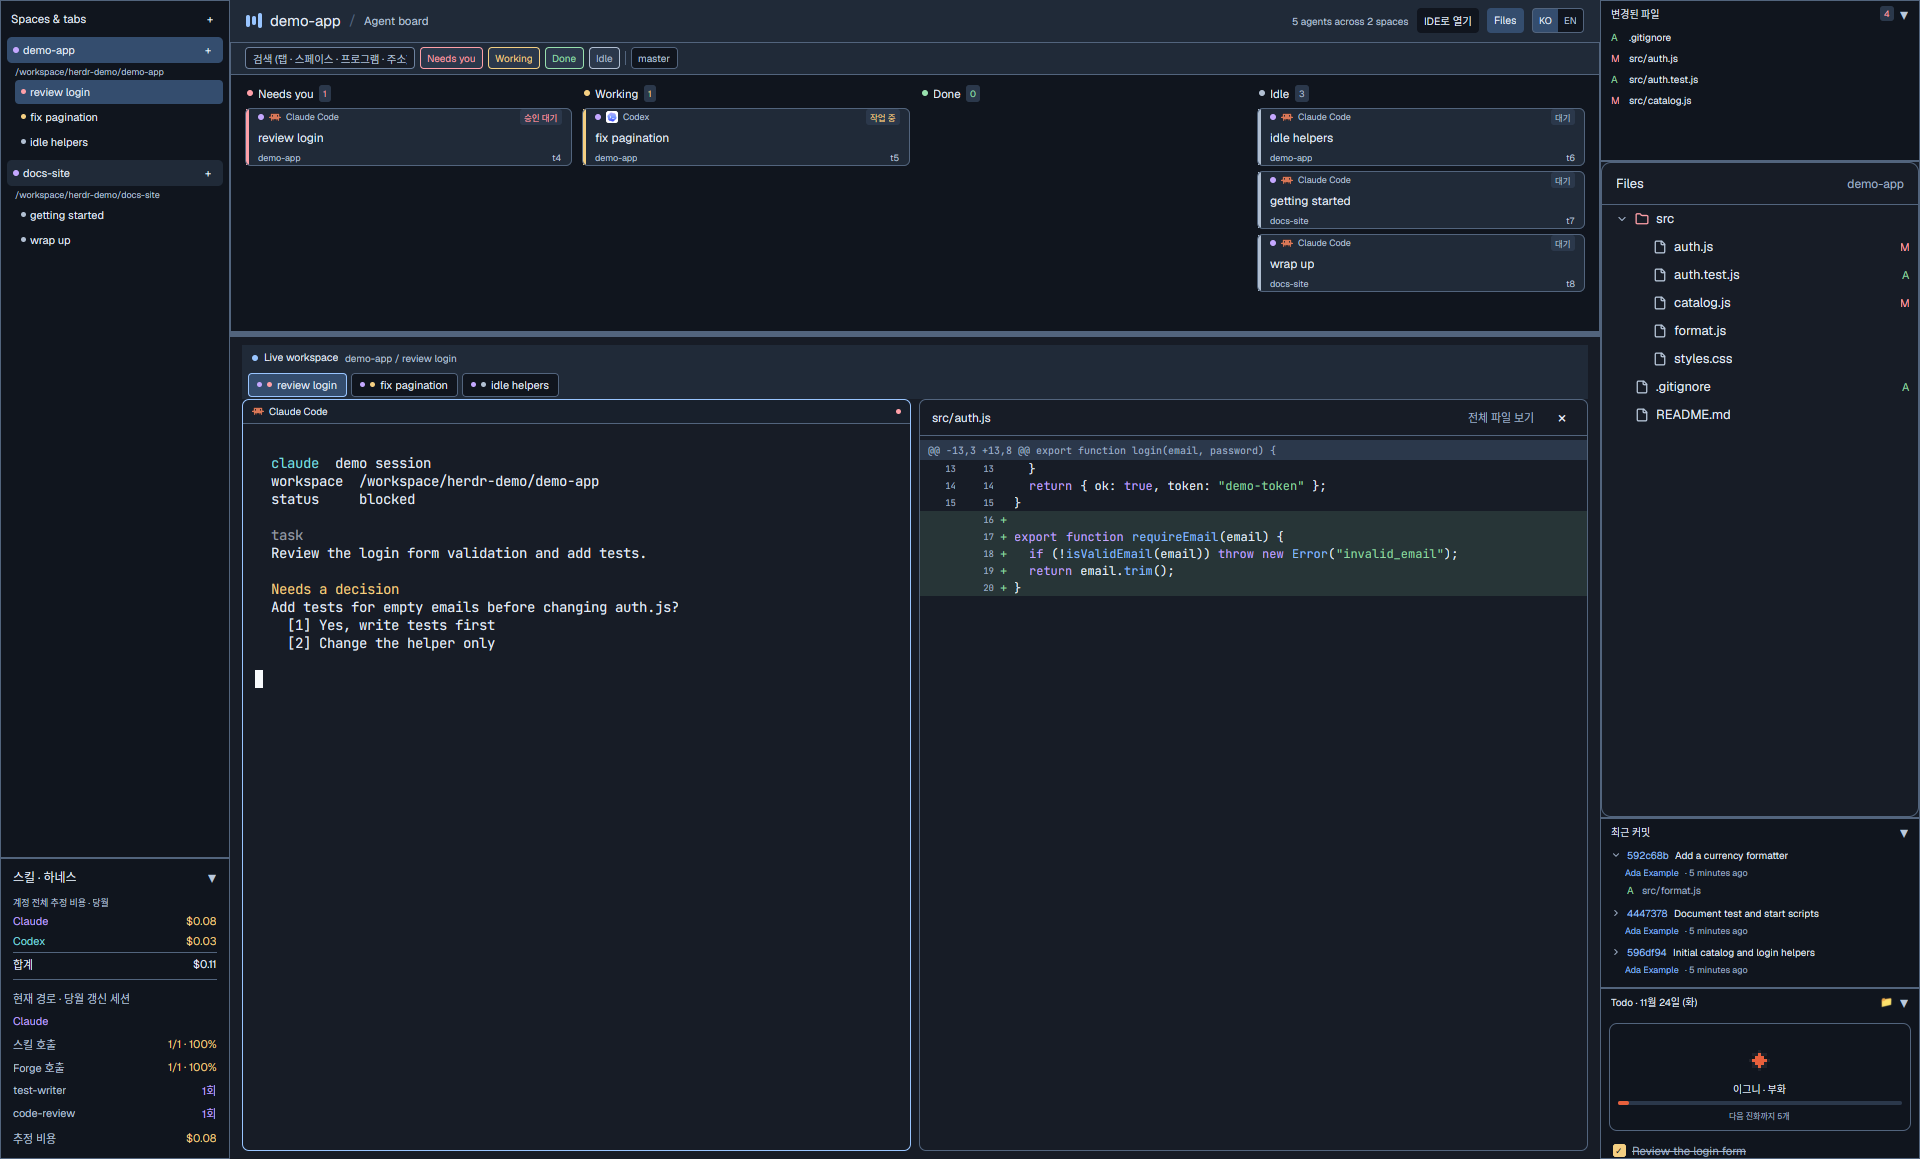 Spaces & tabs +
demo-app +
/workspace/herdr-demo/demo-app
review login
fix pagination
idle helpers
docs-site +
/workspace/herdr-demo/docs-site
getting started
wrap up
스킬 · 하네스 ▼
계정 전체 추정 비용 · 당월
Claude $0.08
Codex $0.03
합계 $0.11
현재 경로 · 당월 갱신 세션
Claude
스킬 호출 1/1 · 100%
Forge 호출 1/1 · 100%
test-writer 1회
code-review 1회
추정 비용 $0.08
demo-app / Agent board
5 agents across 2 spaces IDE로 열기 Files KO EN
검색 (탭 · 스페이스 · 프로그램 · 주소 Needs you Working Done Idle master
Needs you 1
Claude Code 승인 대기
review login
demo-app t4
Working 1
Codex 작업 중
fix pagination
demo-app t5
Done 0
Idle 3
Claude Code 대기
idle helpers
demo-app t6
Claude Code 대기
getting started
docs-site t7
Claude Code 대기
wrap up
docs-site t8
Live workspace demo-app / review login
review login fix pagination idle helpers
Claude Code
claude demo session
workspace /workspace/herdr-demo/demo-app
status blocked
task
Review the login form validation and add tests.
Needs a decision
Add tests for empty emails before changing auth.js?
[1] Yes, write tests first
[2] Change the helper only
src/auth.js 전체 파일 보기 ×
@@ -13,3 +13,8 @@ export function login(email, password) {
13 13 }
14 14 return { ok: true, token: "demo-token" };
15 15 }
16 +
17 + export function requireEmail(email) {
18 + if (!isValidEmail(email)) throw new Error("invalid_email");
19 + return email.trim();
20 + }
변경된 파일 4 ▼
A .gitignore
M src/auth.js
A src/auth.test.js
M src/catalog.js
Files demo-app
src
auth.js M
auth.test.js A
catalog.js M
format.js
styles.css
.gitignore A
README.md
최근 커밋 ▼
592c68b Add a currency formatter
Ada Example · 5 minutes ago
A src/format.js
4447378 Document test and start scripts
Ada Example · 5 minutes ago
596df94 Initial catalog and login helpers
Ada Example · 5 minutes ago
Todo · 11월 24일 (화) ▼
이그니 · 부화
다음 진화까지 5개
Review the login form